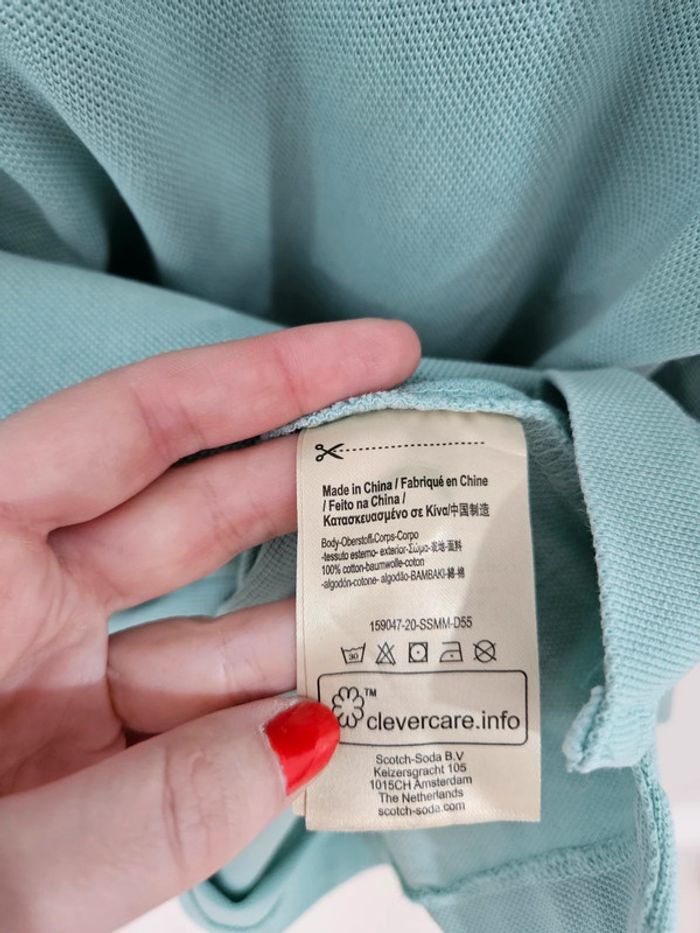 Made in China / Fabriqué en Chine
/ Feito na China /
Κατασκευασμένο σε Κίνα/中国制造
Body-Oberstoff-Corps-Corpo
-tessuto esterno- exterior-Σώμα-表地-面料
100% cotton-baumwolle-coton
-algodón-cotone- algodão-BAMBAKI-綿-棉
159047-20-SSMM-D55
30
™
clevercare.info
Scotch-Soda B.V
Keizersgracht 105
1015CH Amsterdam
The Netherlands
scotch-soda.com